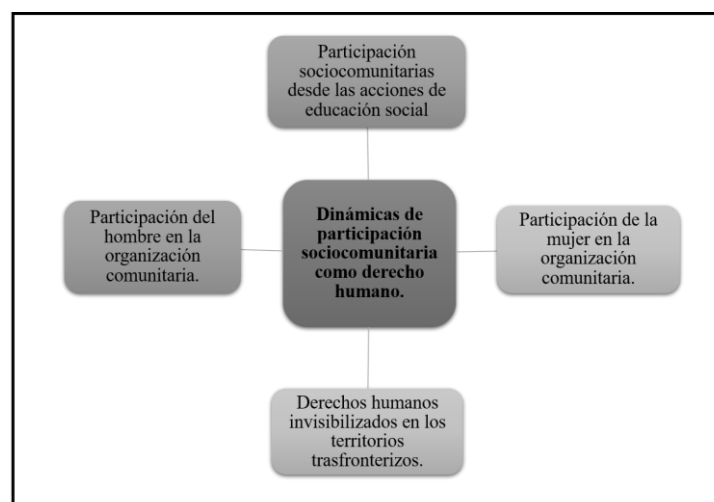 Participación
sociocomunitarias
desde las acciones de
educación social
Participación del
hombre en la
organización
comunitaria.
Dinámicas de
participación
sociocomunitaria
como derecho
humano.
Participación de la
mujer en la
organización
comunitaria.
Derechos humanos
invisibilizados en los
territorios
trasfronterizos.